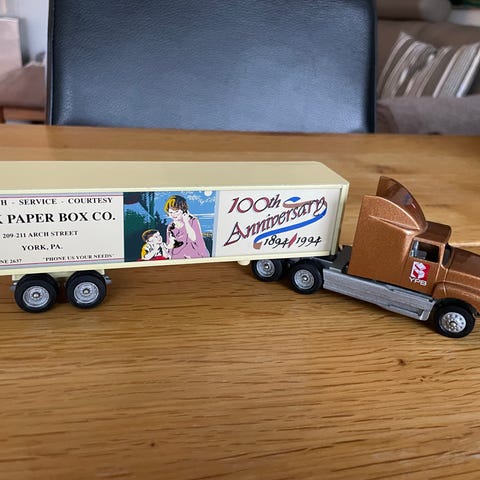 H - SERVICE - COURTESY
K PAPER BOX CO.
209-211 ARCH STREET
YORK, PA.
NE 2637 "PHONE US YOUR NEEDS"
100th
Anniversary
1894 1994
YPB